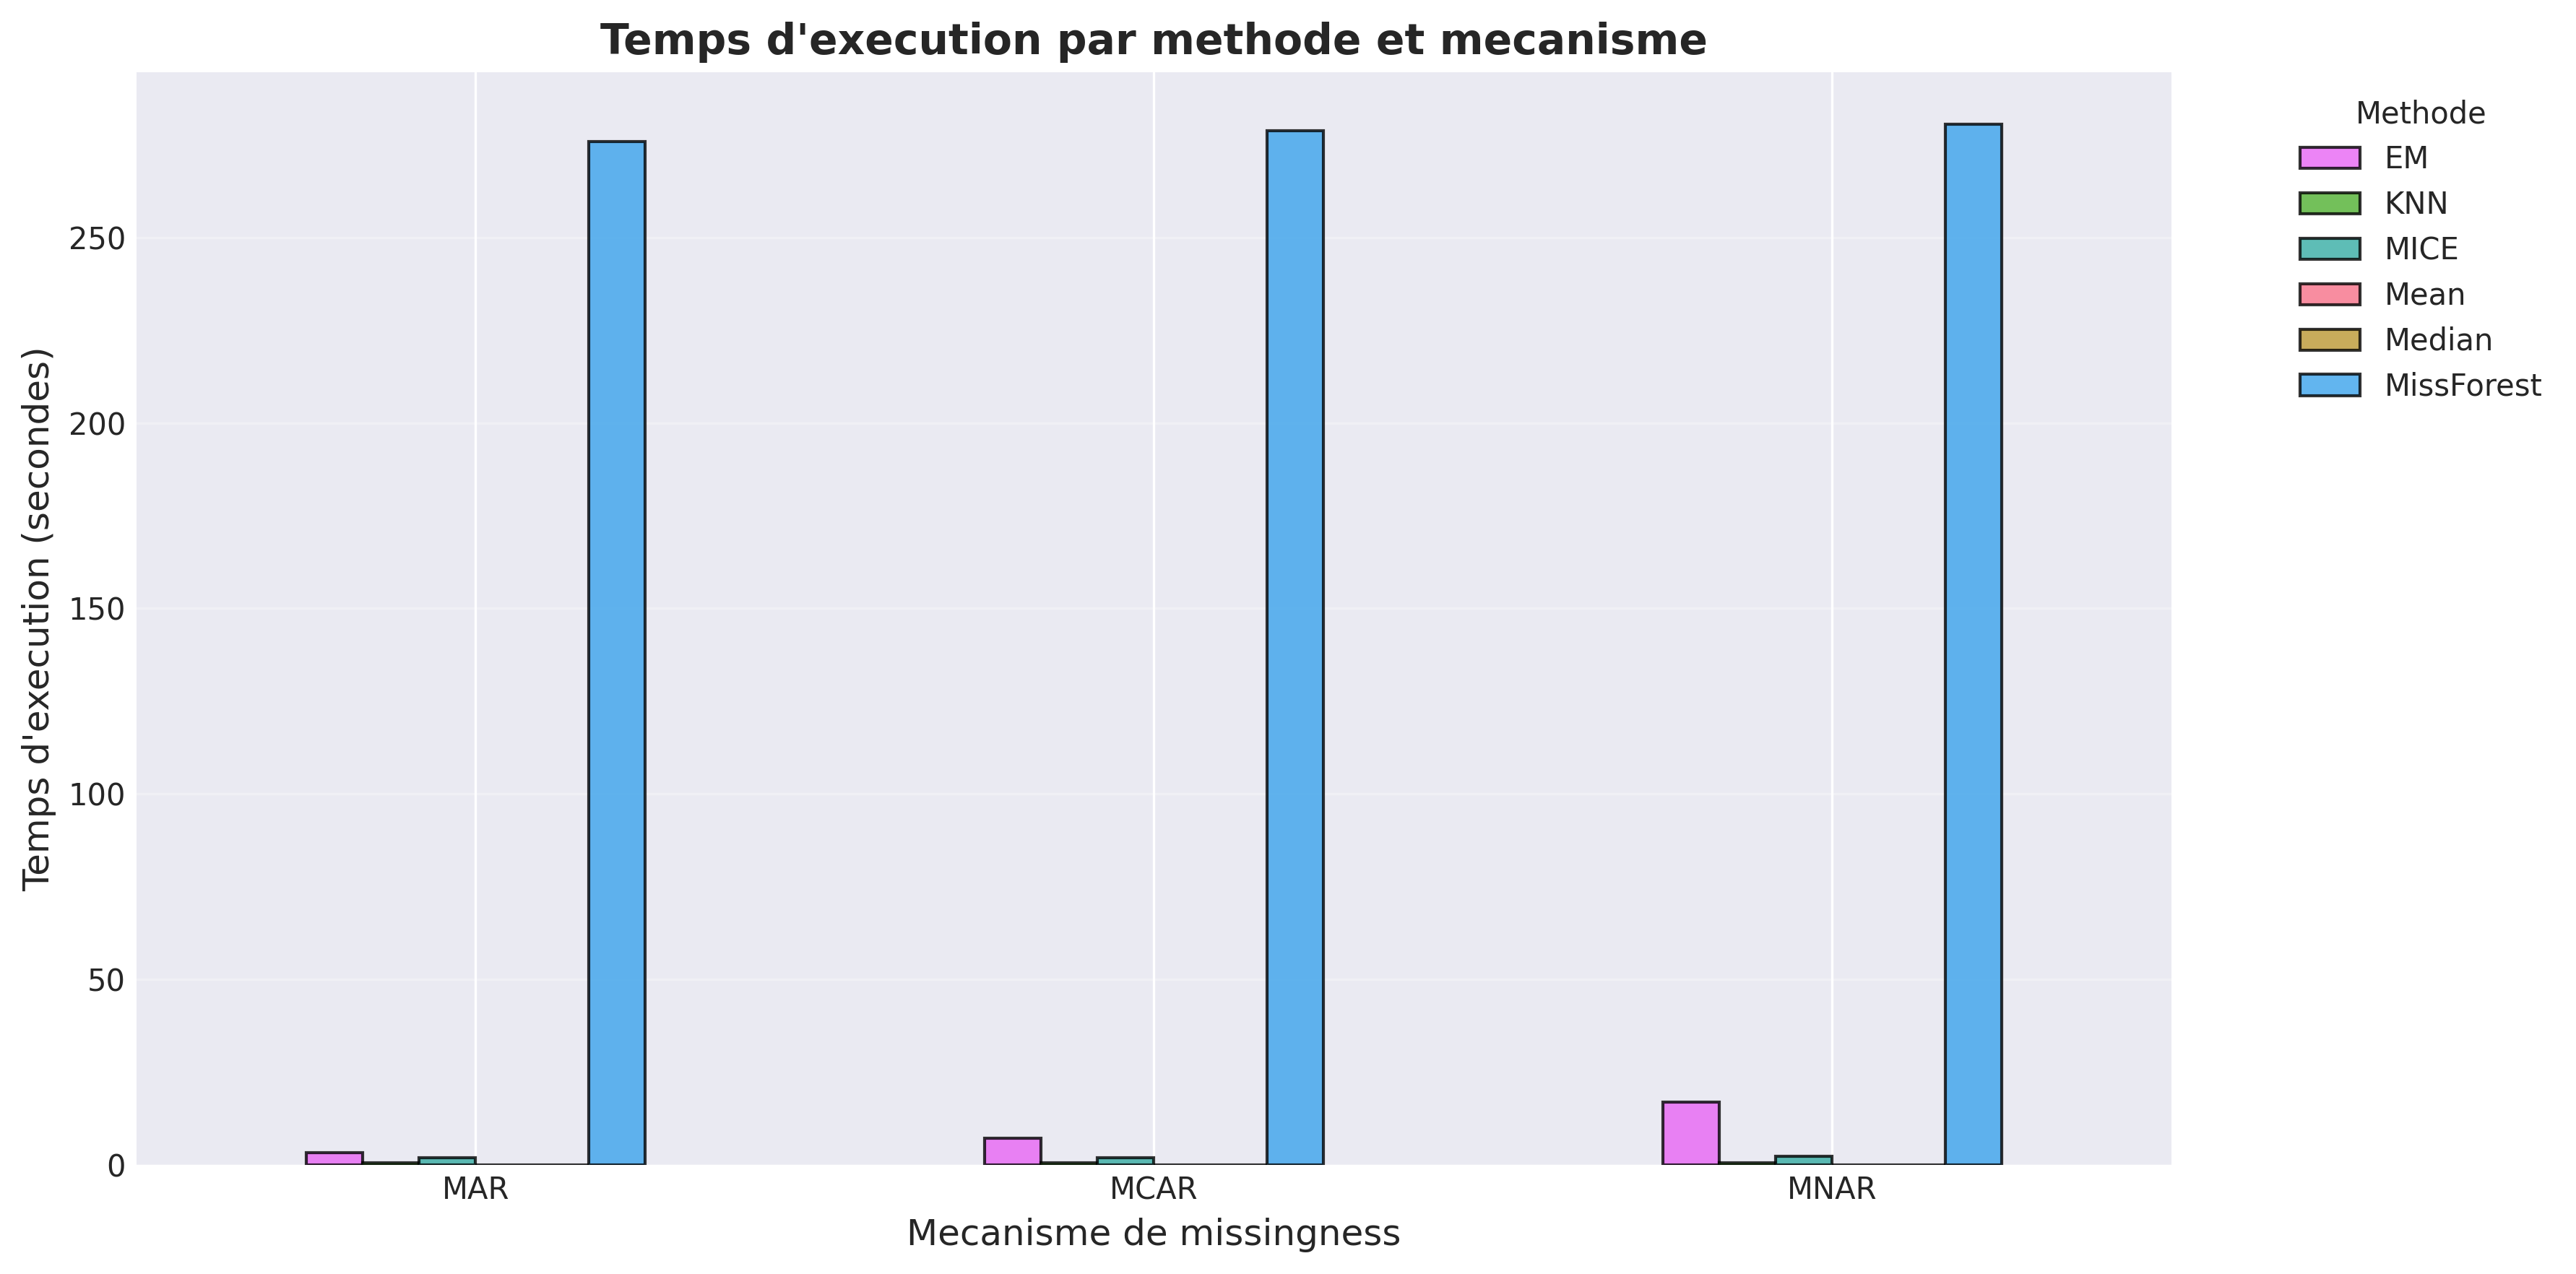 Temps d'execution par methode et mecanisme
Temps d'execution (secondes)
250
200
150
100
50
0
MAR
MCAR
MNAR
Mecanisme de missingness
Methode
EM
KNN
MICE
Mean
Median
MissForest